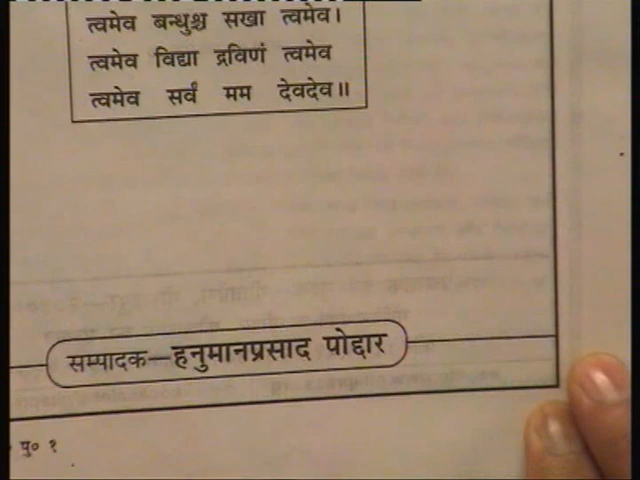 त्वमेव बन्धुश्च सखा त्वमेव।
त्वमेव विद्या द्रविणं त्वमेव
त्वमेव सर्वं मम देवदेव॥
सम्पादक—हनुमानप्रसाद पोद्दार
पु० १